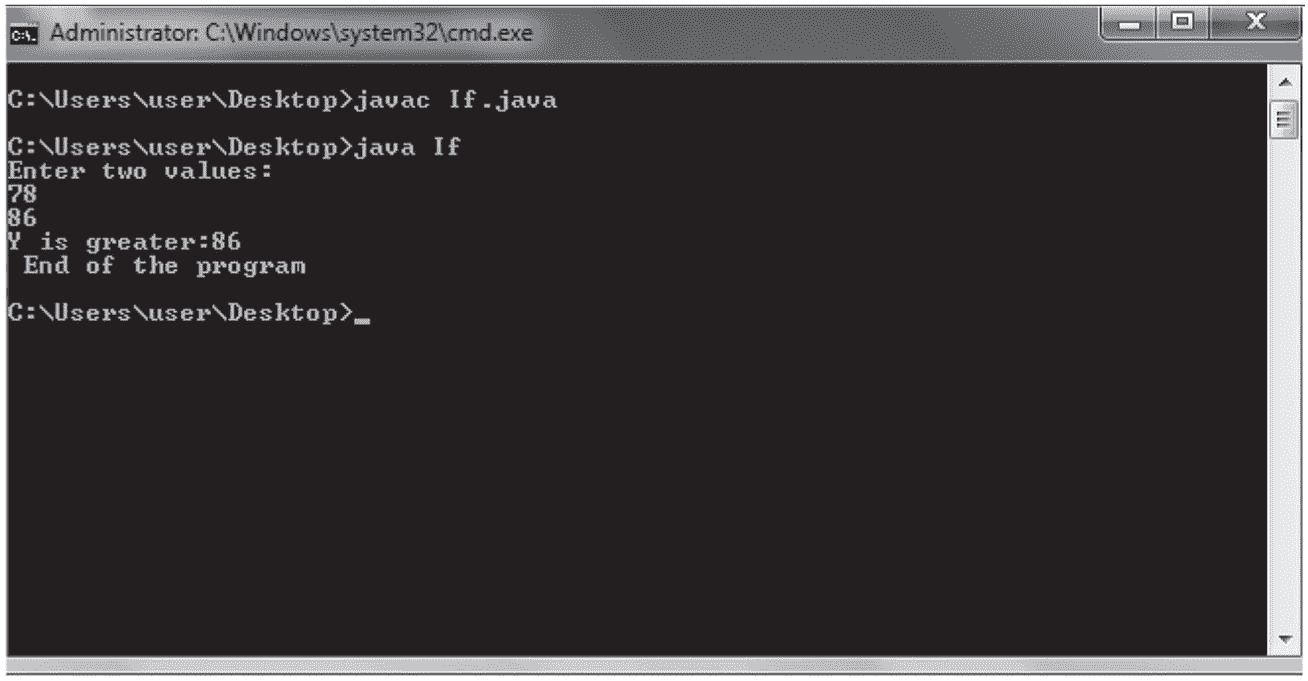 Administrator: C:\Windows\system32\cmd.exe
C:\Users\user\Desktop>javac If.java
C:\Users\user\Desktop>java If
Enter two values:
78
86
Y is greater:86
 End of the program
C:\Users\user\Desktop>_